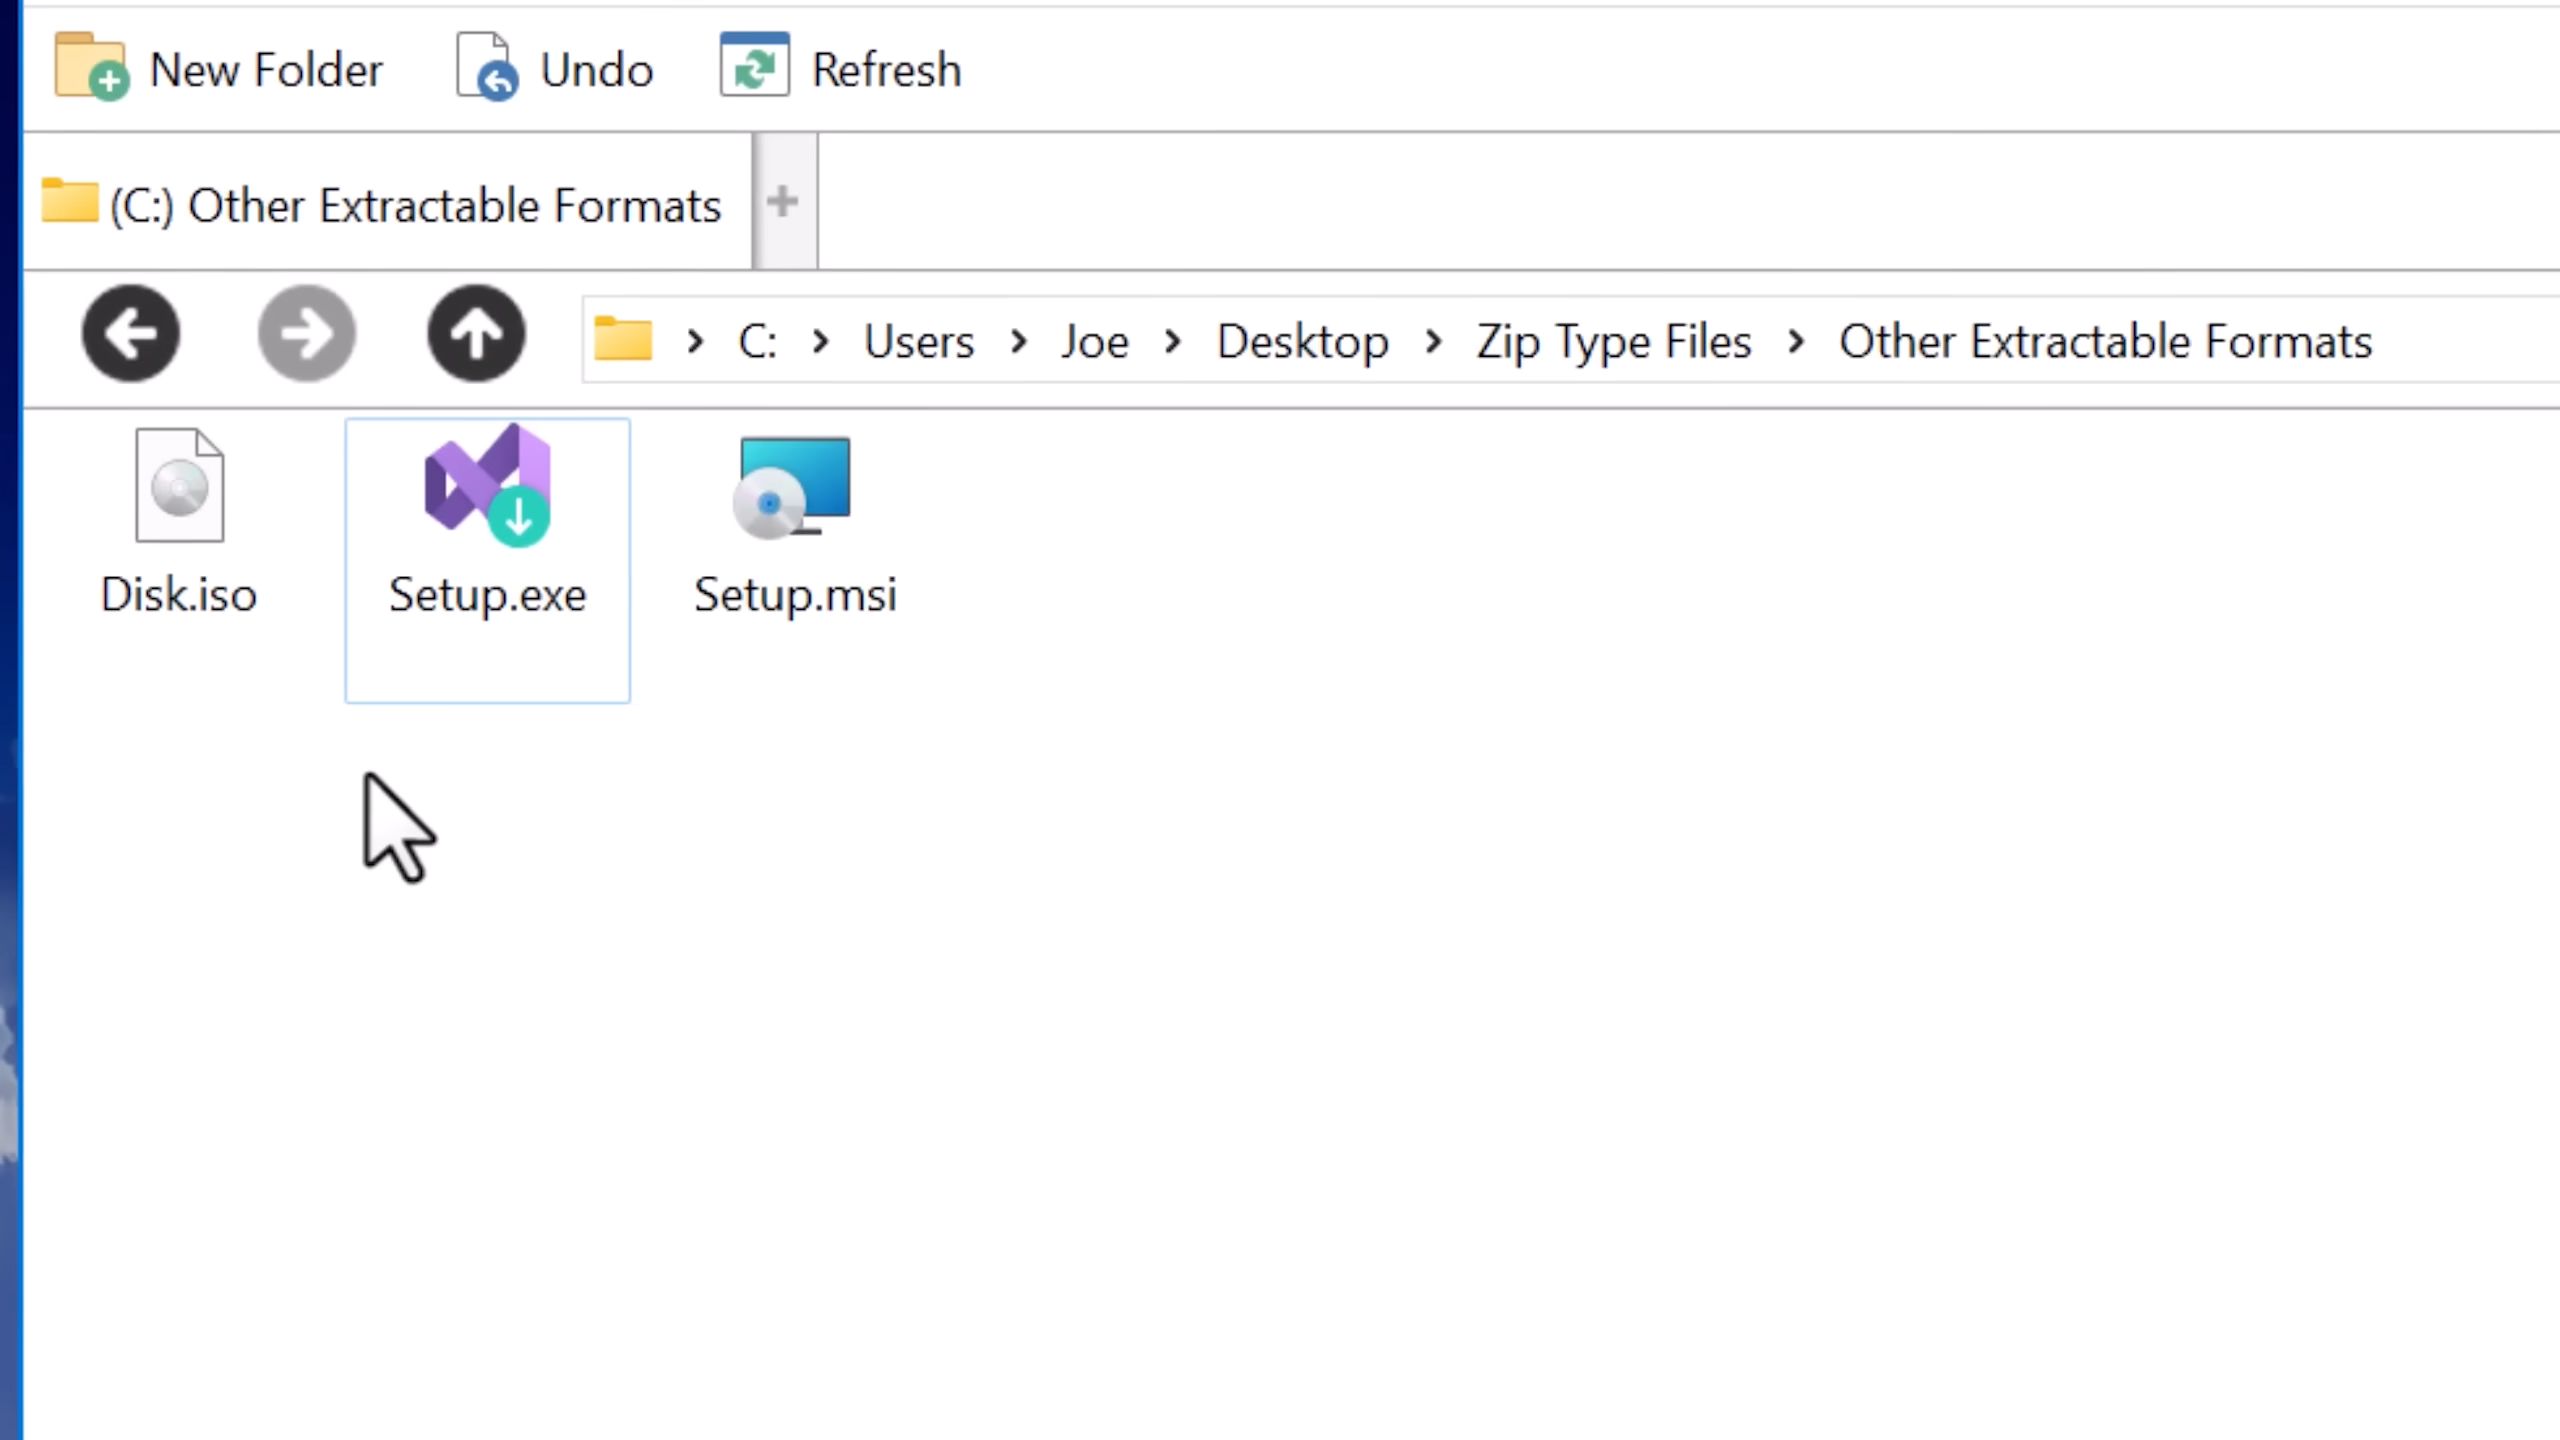 New Folder Undo Refresh
(C:) Other Extractable Formats
C: Users Joe Desktop Zip Type Files Other Extractable Formats
Disk.iso Setup.exe Setup.msi